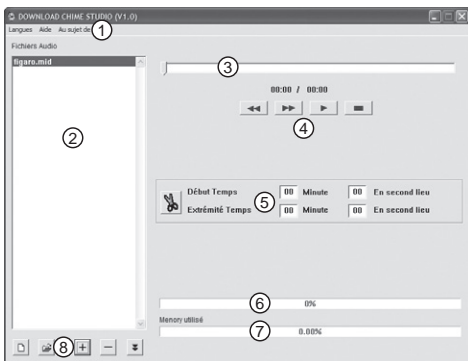 DOWNLOAD CHIME STUDIO (V1.0)
Langues Aide Au sujet de 1
Fichiers Audio
figaro.mid
2
3
00:00 / 00:00
4
Début Temps 00 Minute 00 En second lieu
5
Extrémité Temps 00 Minute 00 En second lieu
6 0%
Memory utilisé
7 0.00%
8